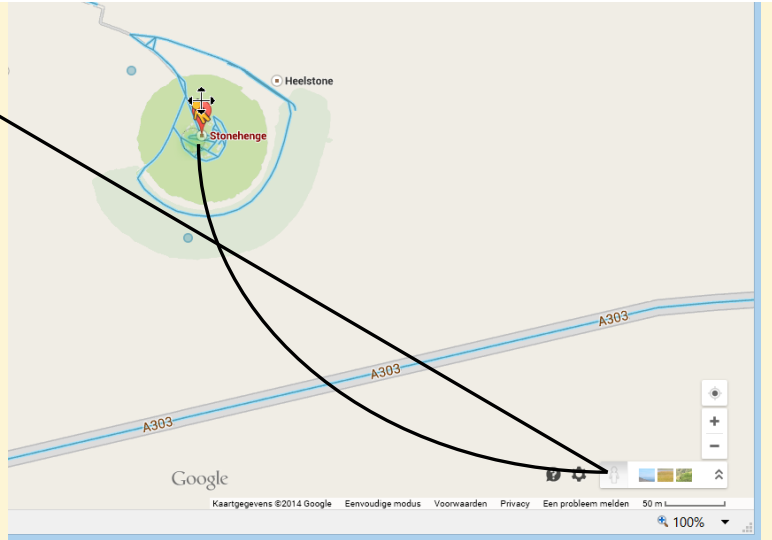 Heelstone
Stonehenge
A303
A303
A303
Google
Kaartgegevens ©2014 Google Eenvoudige modus Voorwaarden Privacy Een probleem melden 50 m
100%